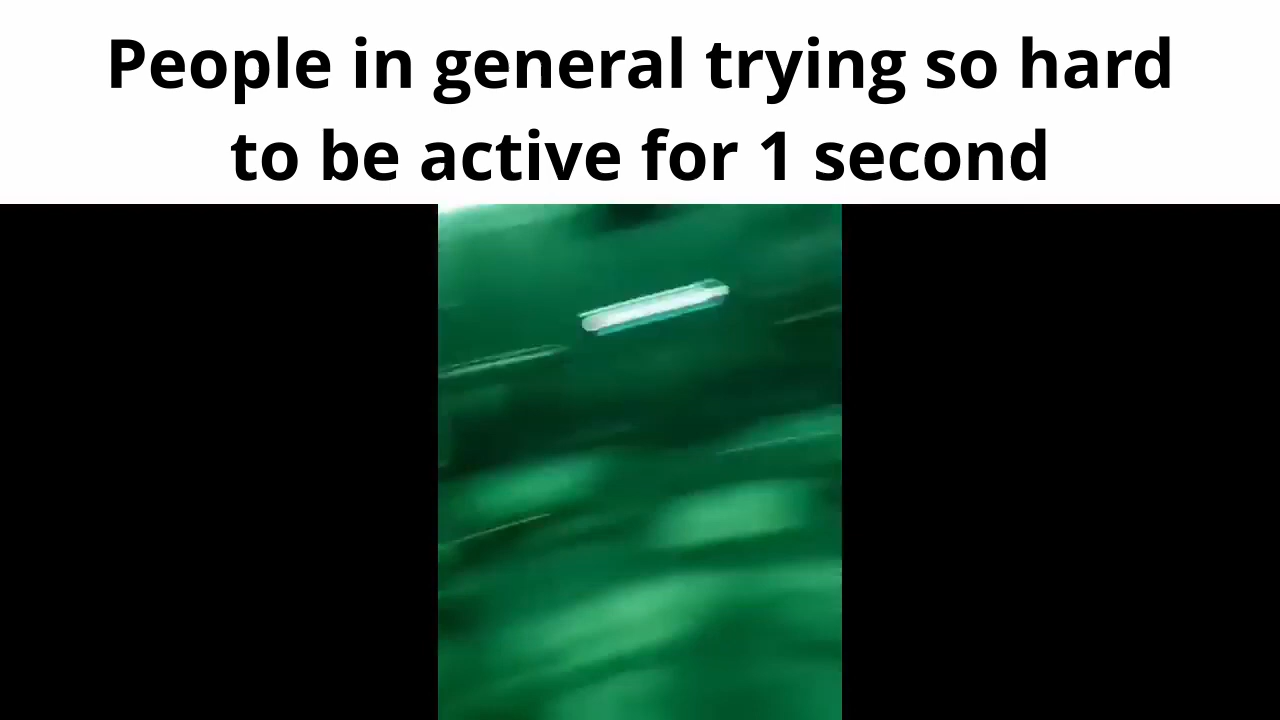 People in general trying so hard
to be active for 1 second